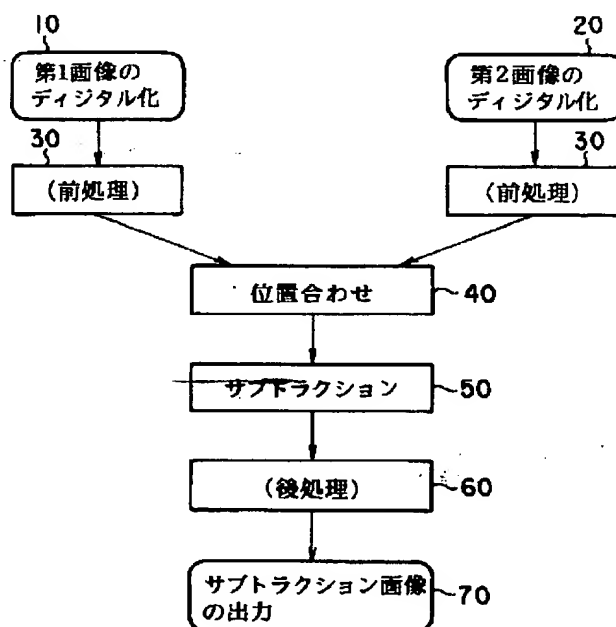 10
第1画像の
ディジタル化
20
第2画像の
ディジタル化
30
(前処理)
30
(前処理)
位置合わせ
40
サブトラクション
50
(後処理)
60
サブトラクション画像
の出力
70